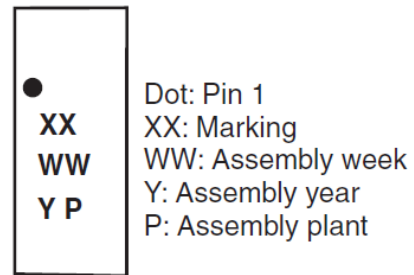 XX
WW
Y P
Dot: Pin 1
XX: Marking
WW: Assembly week
Y: Assembly year
P: Assembly plant